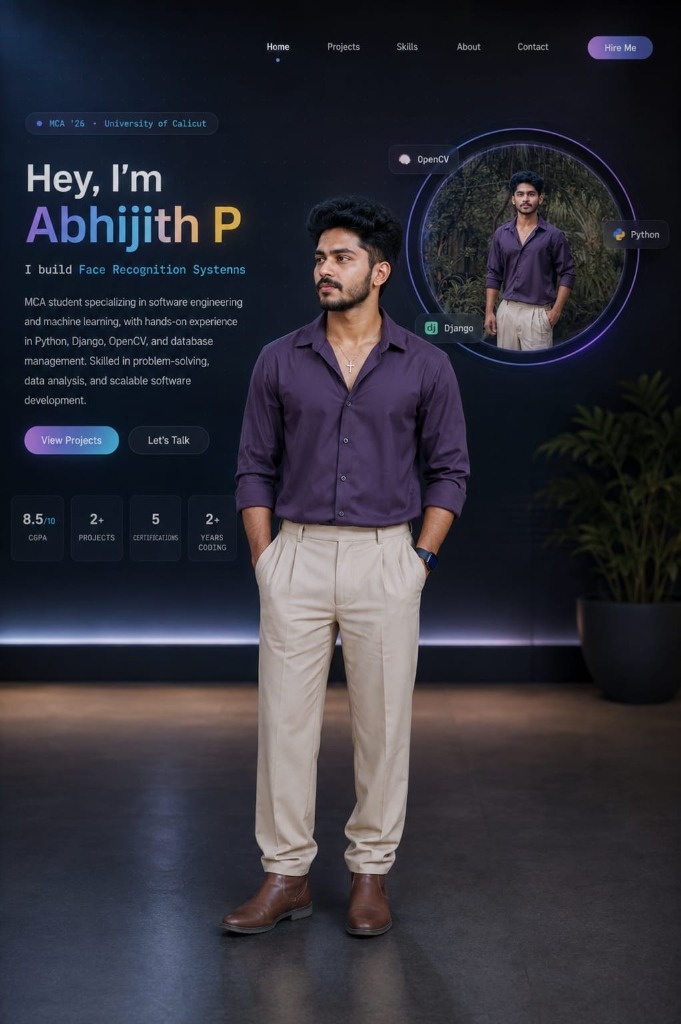 Home Projects Skills About Contact Hire Me
MCA '26 • University of Calicut
Hey, I'm
Abhijith P
I build Face Recognition Systenns
MCA student specializing in software engineering
and machine learning, with hands-on experience
in Python, Django, OpenCV, and database
management. Skilled in problem-solving,
data analysis, and scalable software
development.
View Projects Let's Talk
8.5/10 2+ 5 2+
CGPA PROJECTS CERTIFICATIONS YEARS
CODING
OpenCV
Python
dj Django